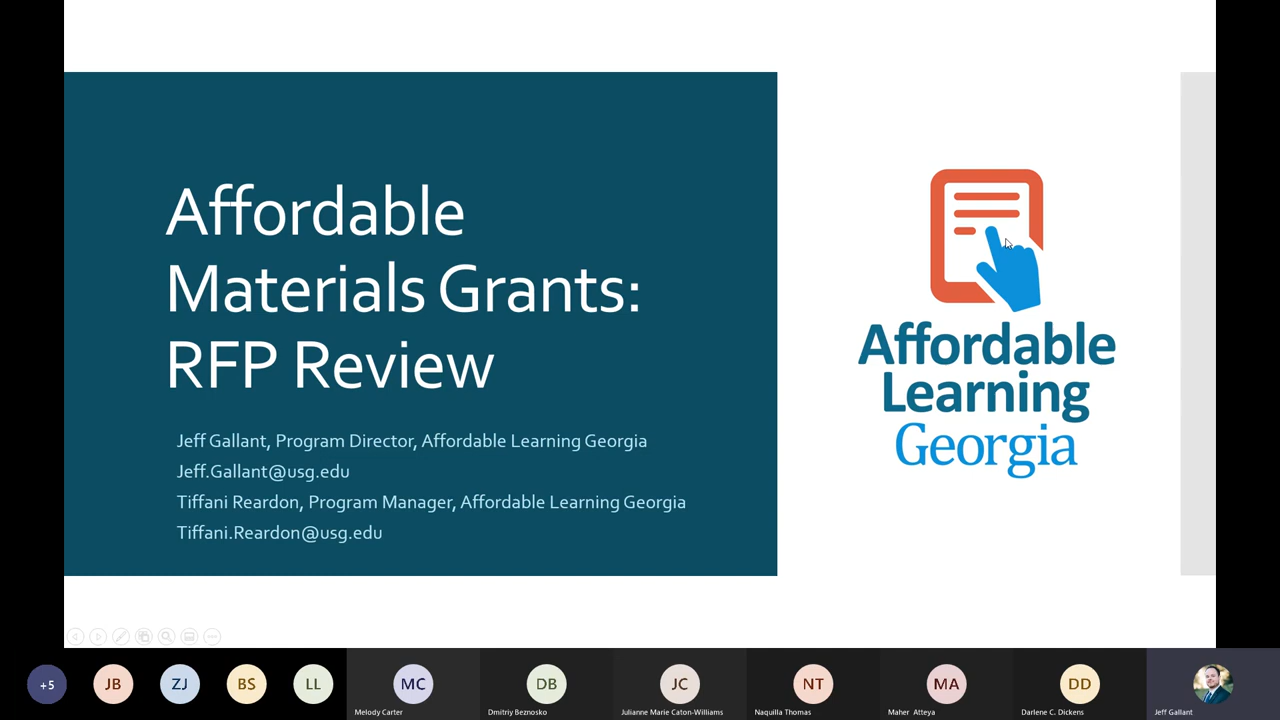 Affordable
Materials Grants:
RFP Review
Jeff Gallant, Program Director, Affordable Learning Georgia
Jeff.Gallant@usg.edu
Tiffani Reardon, Program Manager, Affordable Learning Georgia
Tiffani.Reardon@usg.edu
Affordable
Learning
Georgia
+5
JB
ZJ
BS
LL
MC
DB
JC
NT
MA
DD
Melody Carter
Dmitriy Beznosko
Julianne Marie Caton-Williams
Naquilla Thomas
Maher Atteya
Darlene C. Dickens
Jeff Gallant